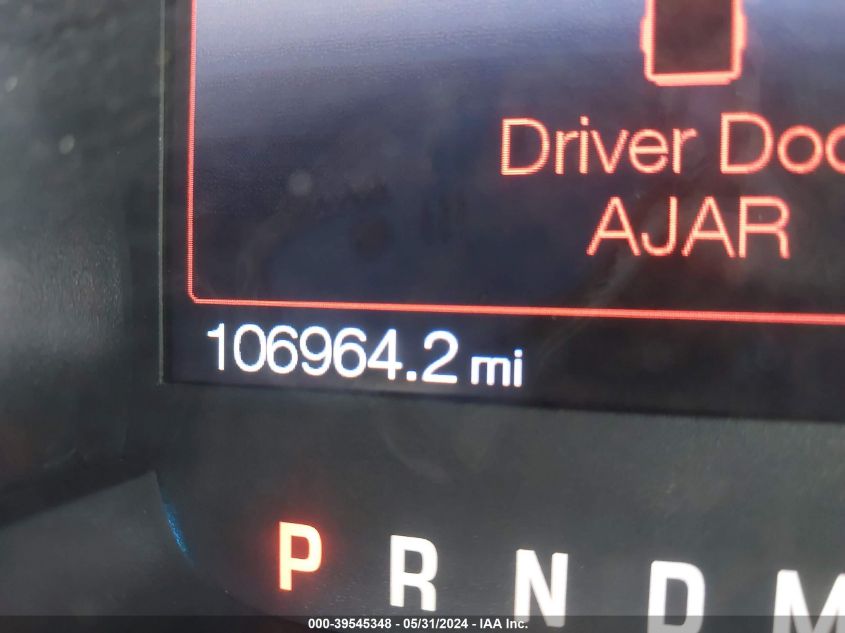 Driver Doo
AJAR
106964.2 mi
P R N D M
000-39545348 - 05/31/2024 - IAA Inc.